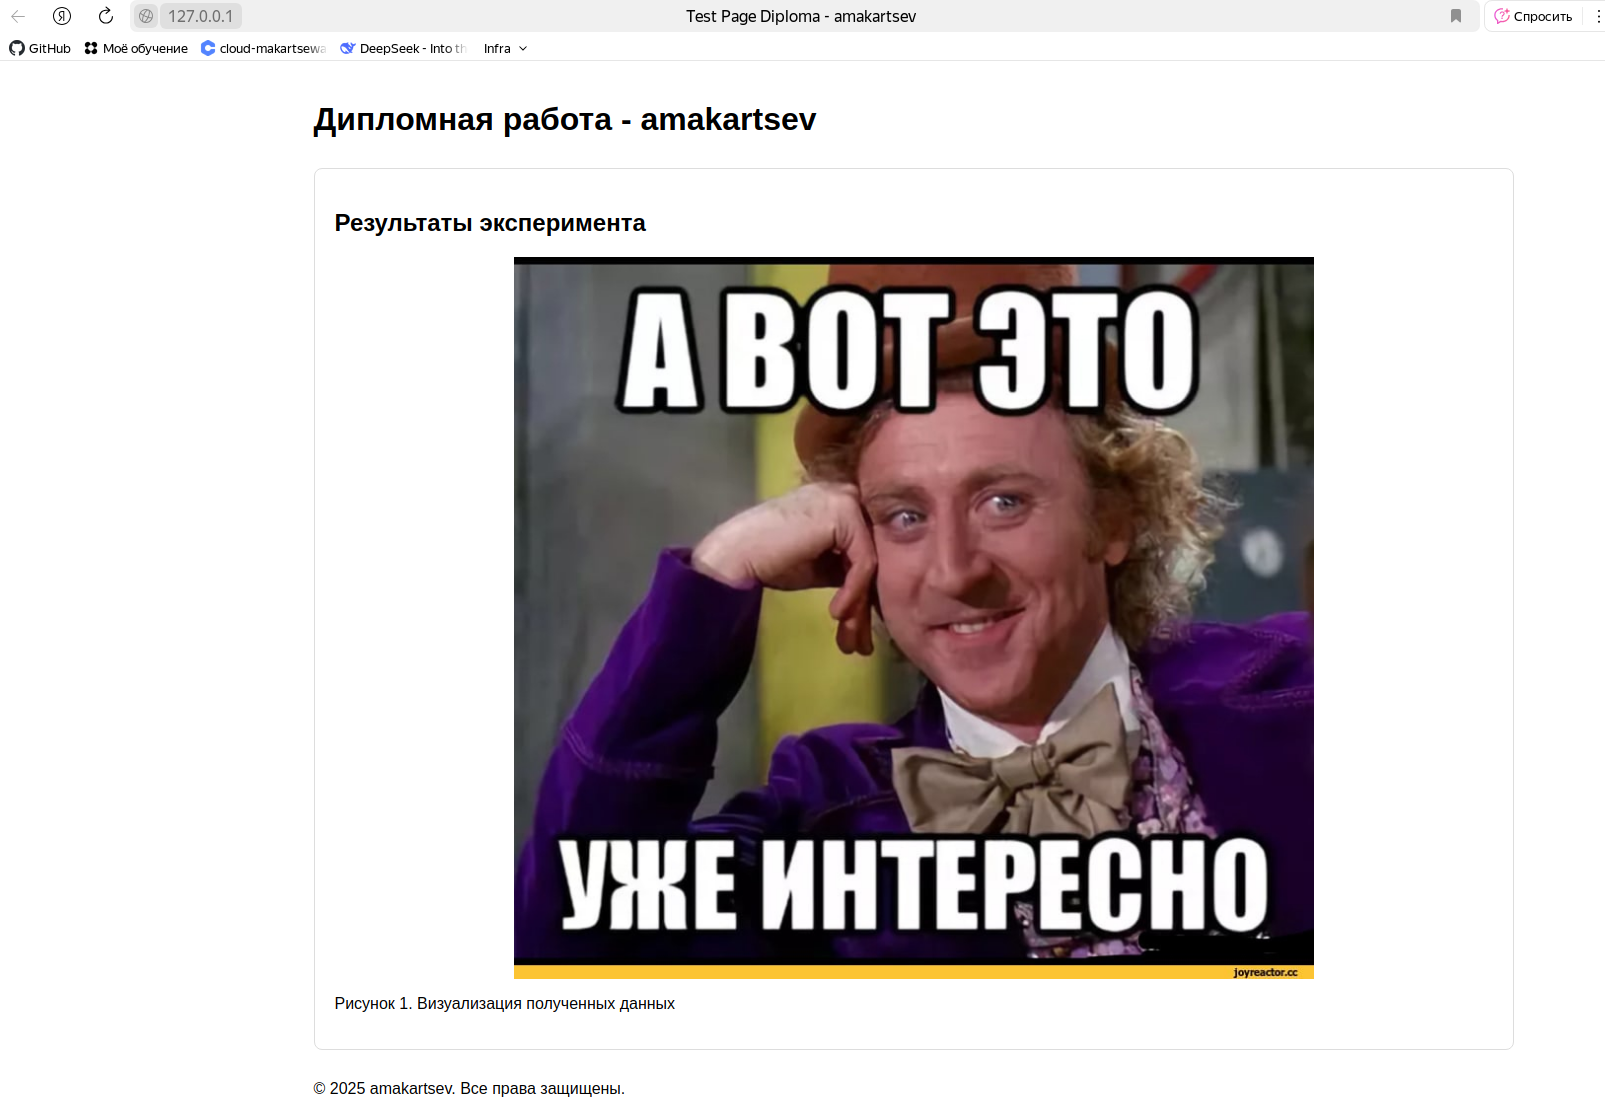 127.0.0.1
Test Page Diploma - amakartsev
Спросить
GitHub
Моё обучение
cloud-makartsewa
DeepSeek - Into th
Infra
Дипломная работа - amakartsev
Результаты эксперимента
А ВОТ ЭТО
УЖЕ ИНТЕРЕСНО
joyreactor.cc
Рисунок 1. Визуализация полученных данных
© 2025 amakartsev. Все права защищены.